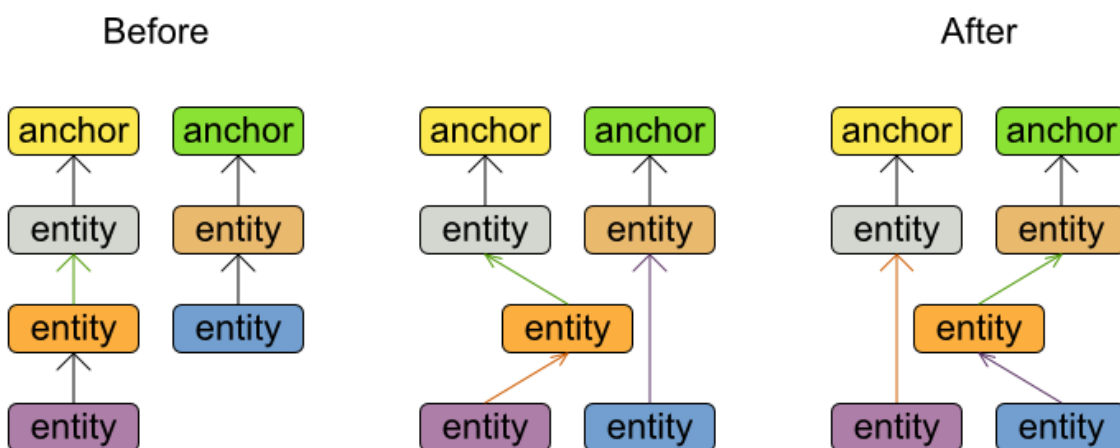 Before After
anchor anchor anchor anchor anchor anchor
entity entity entity entity entity entity
entity entity entity entity
entity entity entity entity entity